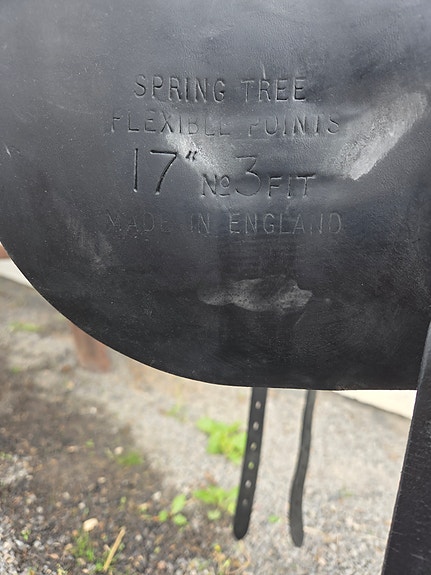 SPRING TREE
FLEXIBLE POINTS
17" No 3 FIT
MADE IN ENGLAND